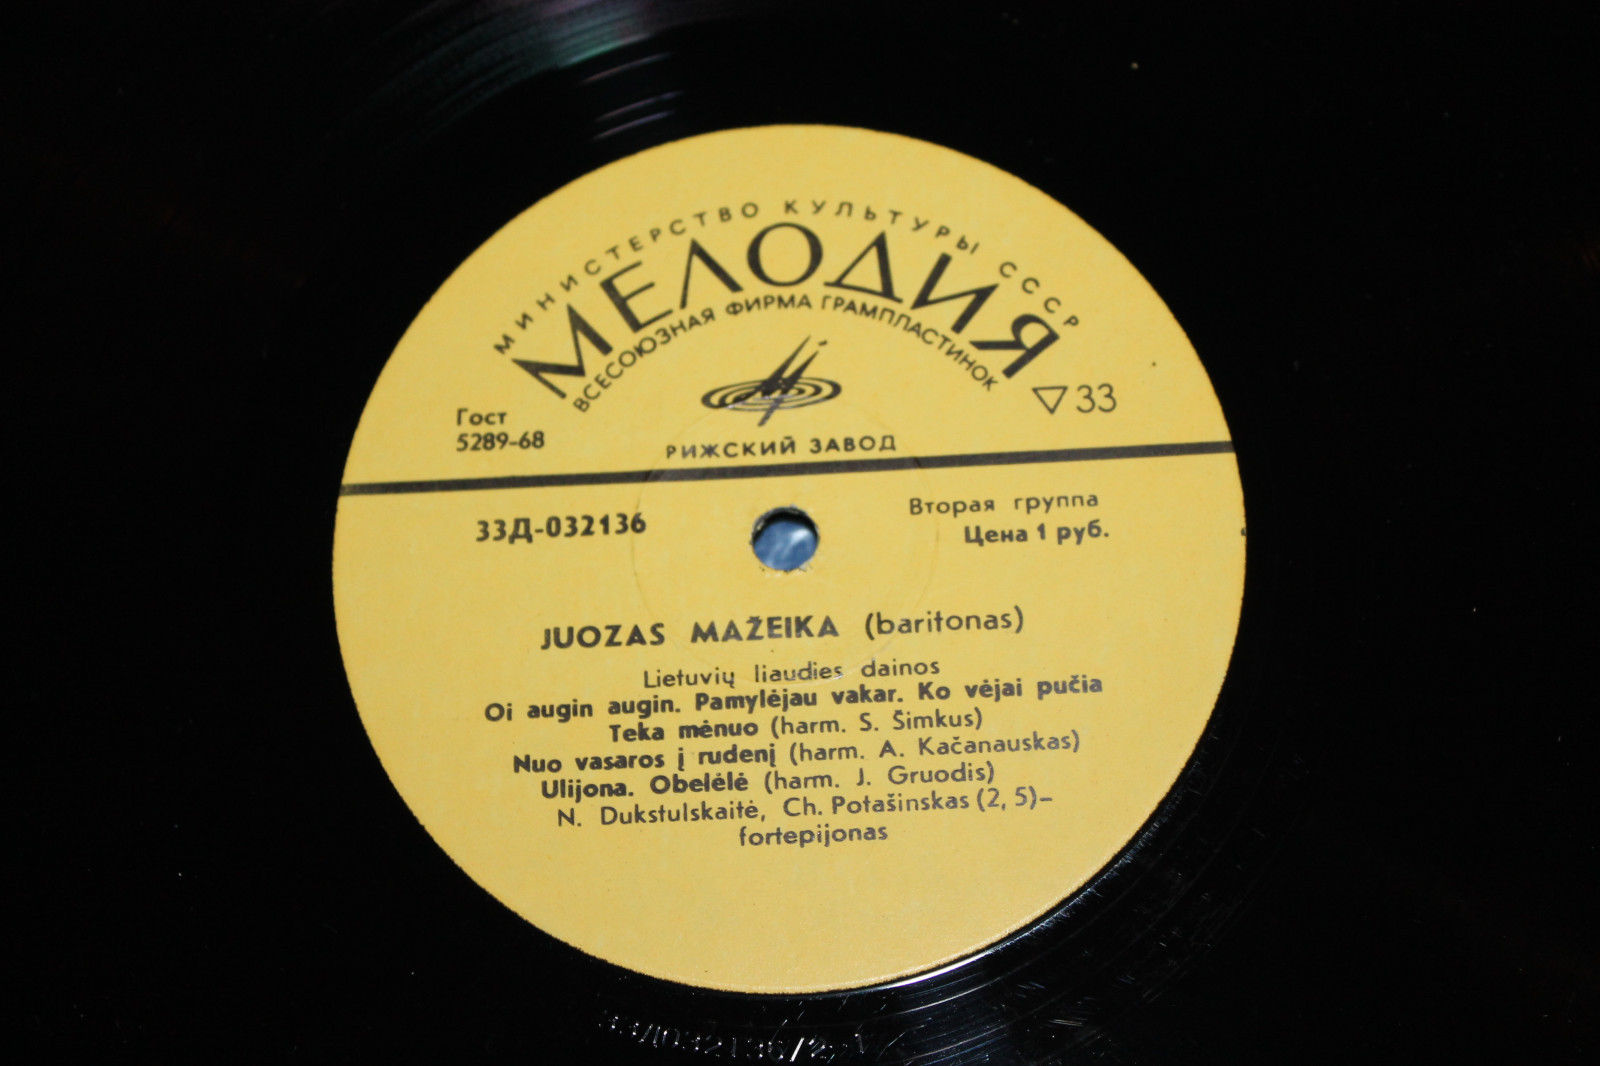 МИНИСТЕРСТВО КУЛЬТУРЫ СССР
МЕЛОДИЯ
ВСЕСОЮЗНАЯ ФИРМА ГРАМПЛАСТИНОК
Гост
5289-68
▽33
РИЖСКИЙ ЗАВОД
33Д-032136
Вторая группа
Цена 1 руб.
JUOZAS MAŽEIKA (baritonas)
Lietuvių liaudies dainos
Oi augin augin. Pamylėjau vakar. Ko vėjai pučia
Teka mėnuo (harm. S. Šimkus)
Nuo vasaros į rudenį (harm. A. Kačanauskas)
Ulijona. Obelėlė (harm. J. Gruodis)
N. Dukstulskaitė, Ch. Potašinskas (2, 5)–
fortepijonas